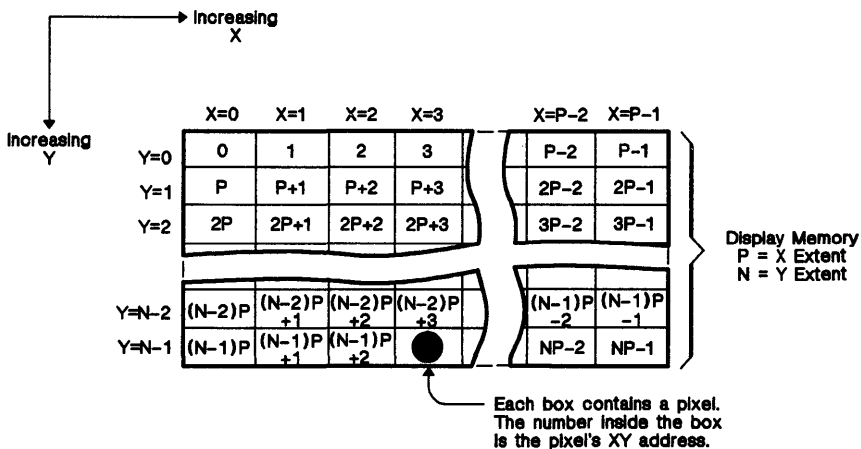 Increasing
X
Increasing
Y
X=0 X=1 X=2 X=3 X=P-2 X=P-1
Y=0 0 1 2 3 P-2 P-1
Y=1 P P+1 P+2 P+3 2P-2 2P-1
Y=2 2P 2P+1 2P+2 2P+3 3P-2 3P-1
Display Memory
P = X Extent
N = Y Extent
Y=N-2 (N-2)P (N-2)P (N-2)P (N-2)P (N-1)P (N-1)P
+1 +2 +3 -2 -1
Y=N-1 (N-1)P (N-1)P (N-1)P NP-2 NP-1
+1 +2
Each box contains a pixel.
The number inside the box
is the pixel's XY address.